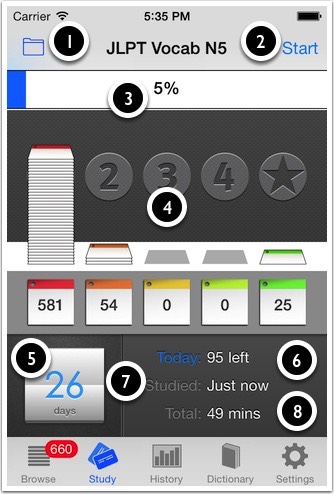 Carrier 5:35 PM
1 JLPT Vocab N5 2 Start
5%
3
2 3 4
4
581 54 0 0 25
5 26 days
7
Today: 95 left 6
Studied: Just now
Total: 49 mins 8
660
Browse Study History Dictionary Settings